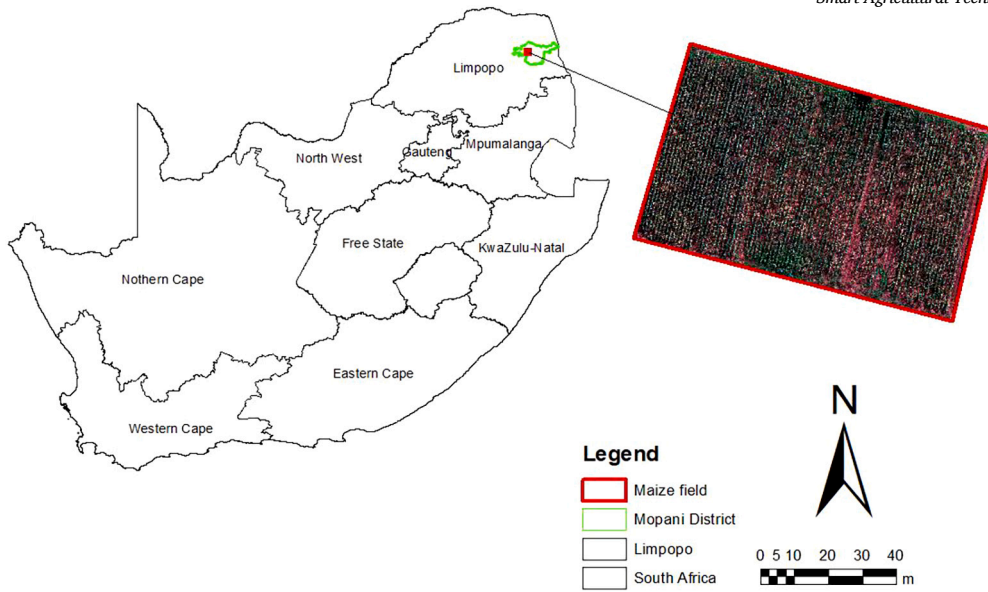 Smart Agricultural Tech
Limpopo
Mpumalanga
Gauteng
North West
Free State
KwaZulu-Natal
Nothern Cape
Eastern Cape
Western Cape
N
Legend
Maize field
Mopani District
Limpopo
South Africa
0 5 10 20 30 40
m